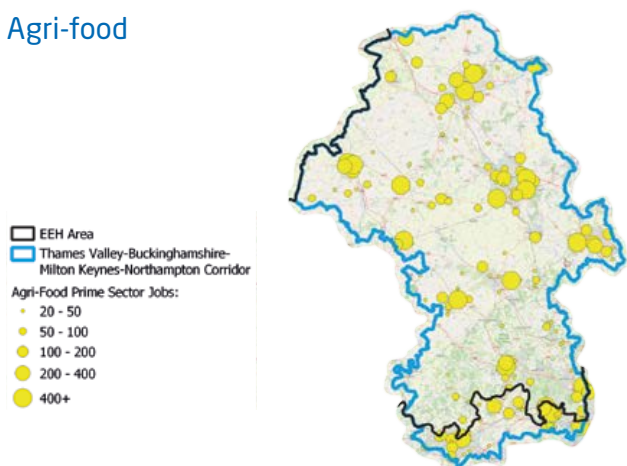 Agri-food
EEH Area
Thames Valley-Buckinghamshire-
Milton Keynes-Northampton Corridor
Agri-Food Prime Sector Jobs:
20 - 50
50 - 100
100 - 200
200 - 400
400+